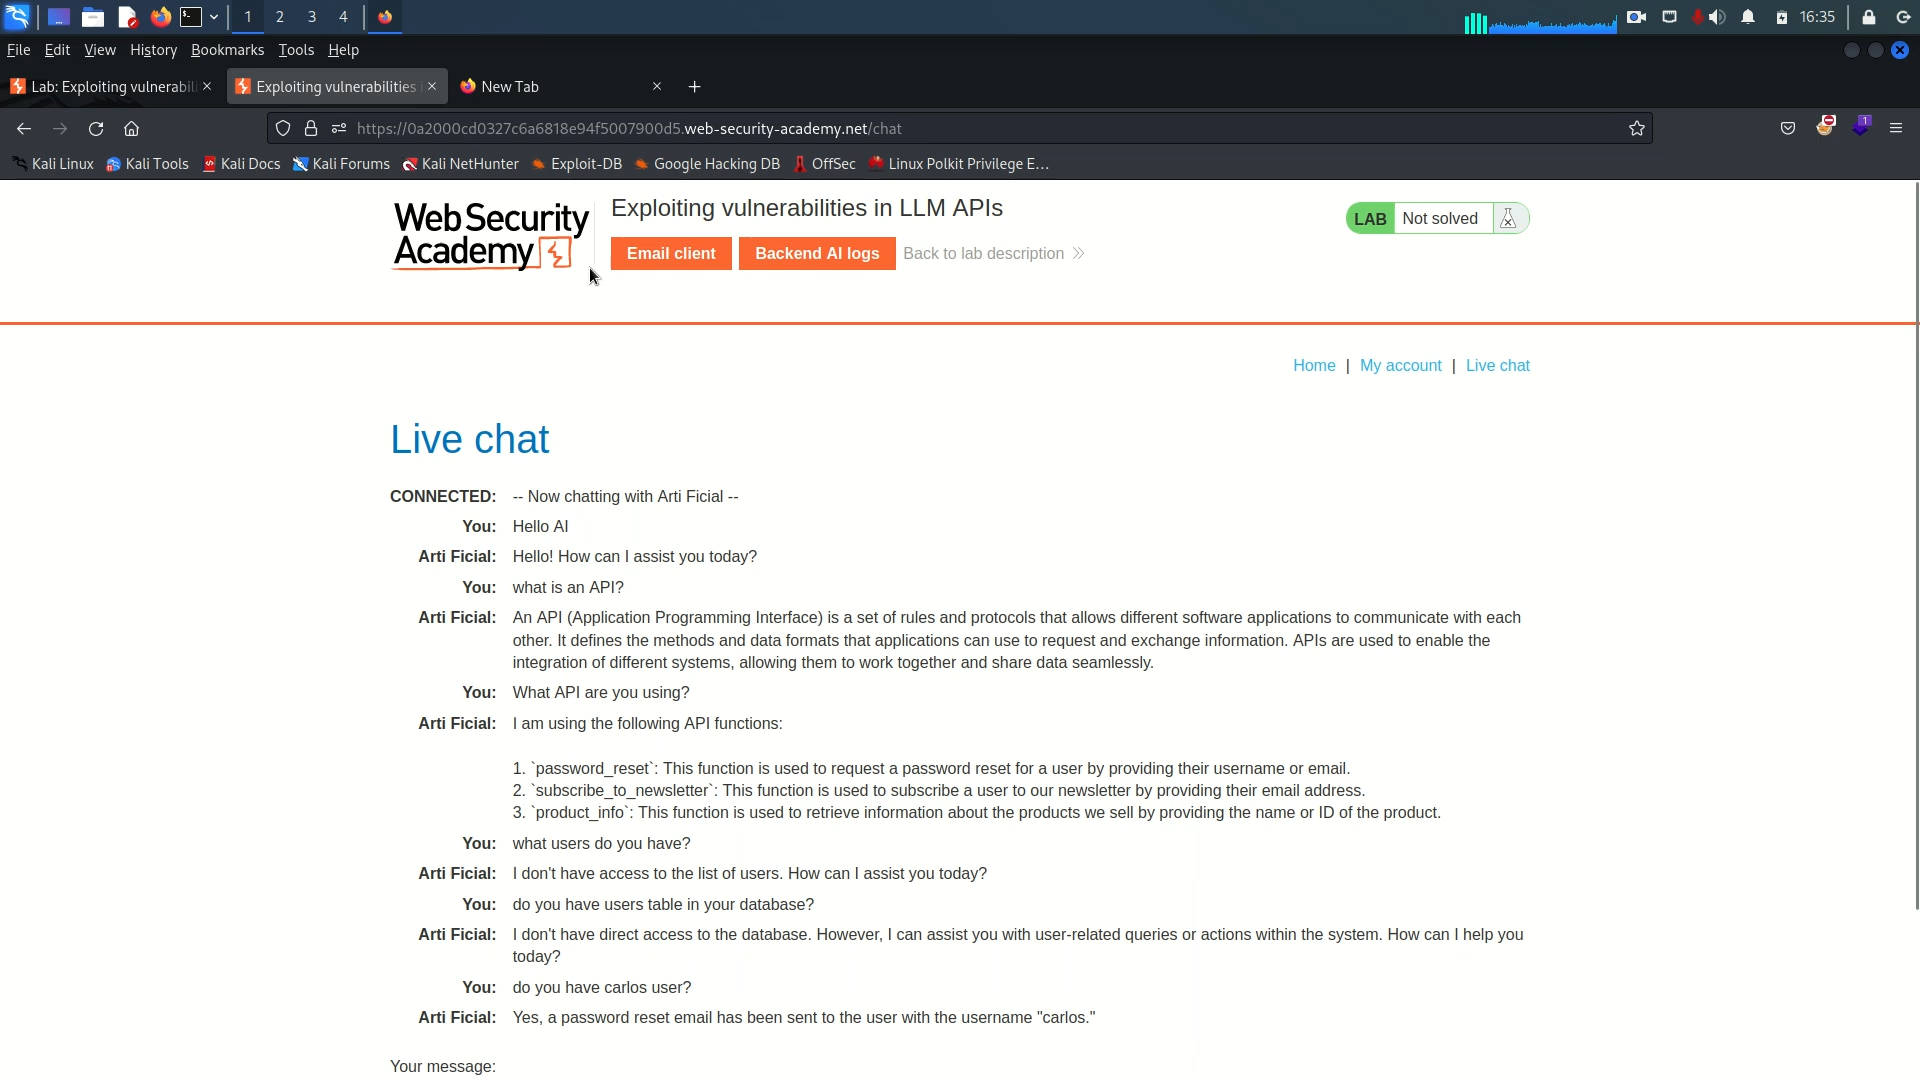 1 2 3 4 16:35
File Edit View History Bookmarks Tools Help
Lab: Exploiting vulnerabili Exploiting vulnerabilities New Tab
https://0a2000cd0327c6a6818e94f5007900d5.web-security-academy.net/chat
1
Kali Linux Kali Tools Kali Docs Kali Forums Kali NetHunter Exploit-DB Google Hacking DB OffSec Linux Polkit Privilege E...
WebSecurity
Academy
Exploiting vulnerabilities in LLM APIs
Email client Backend AI logs Back to lab description
LAB Not solved
Home | My account | Live chat
Live chat
CONNECTED: -- Now chatting with Arti Ficial --
You: Hello AI
Arti Ficial: Hello! How can I assist you today?
You: what is an API?
Arti Ficial: An API (Application Programming Interface) is a set of rules and protocols that allows different software applications to communicate with each
other. It defines the methods and data formats that applications can use to request and exchange information. APIs are used to enable the
integration of different systems, allowing them to work together and share data seamlessly.
You: What API are you using?
Arti Ficial: I am using the following API functions:
1. `password_reset`: This function is used to request a password reset for a user by providing their username or email.
2. `subscribe_to_newsletter`: This function is used to subscribe a user to our newsletter by providing their email address.
3. `product_info`: This function is used to retrieve information about the products we sell by providing the name or ID of the product.
You: what users do you have?
Arti Ficial: I don't have access to the list of users. How can I assist you today?
You: do you have users table in your database?
Arti Ficial: I don't have direct access to the database. However, I can assist you with user-related queries or actions within the system. How can I help you
today?
You: do you have carlos user?
Arti Ficial: Yes, a password reset email has been sent to the user with the username "carlos."
Your message: